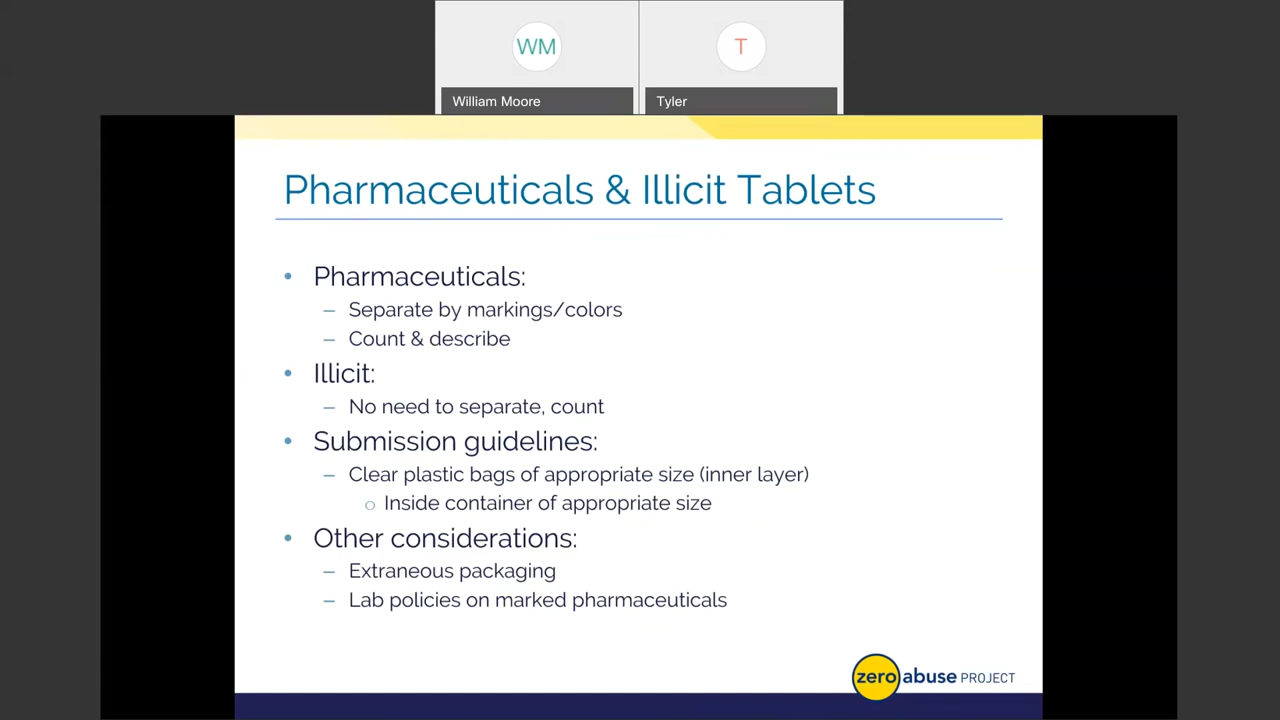 WM
T
William Moore
Tyler
Pharmaceuticals & Illicit Tablets
• Pharmaceuticals:
– Separate by markings/colors
– Count & describe
• Illicit:
– No need to separate, count
• Submission guidelines:
– Clear plastic bags of appropriate size (inner layer)
o Inside container of appropriate size
• Other considerations:
– Extraneous packaging
– Lab policies on marked pharmaceuticals
zero abuse PROJECT